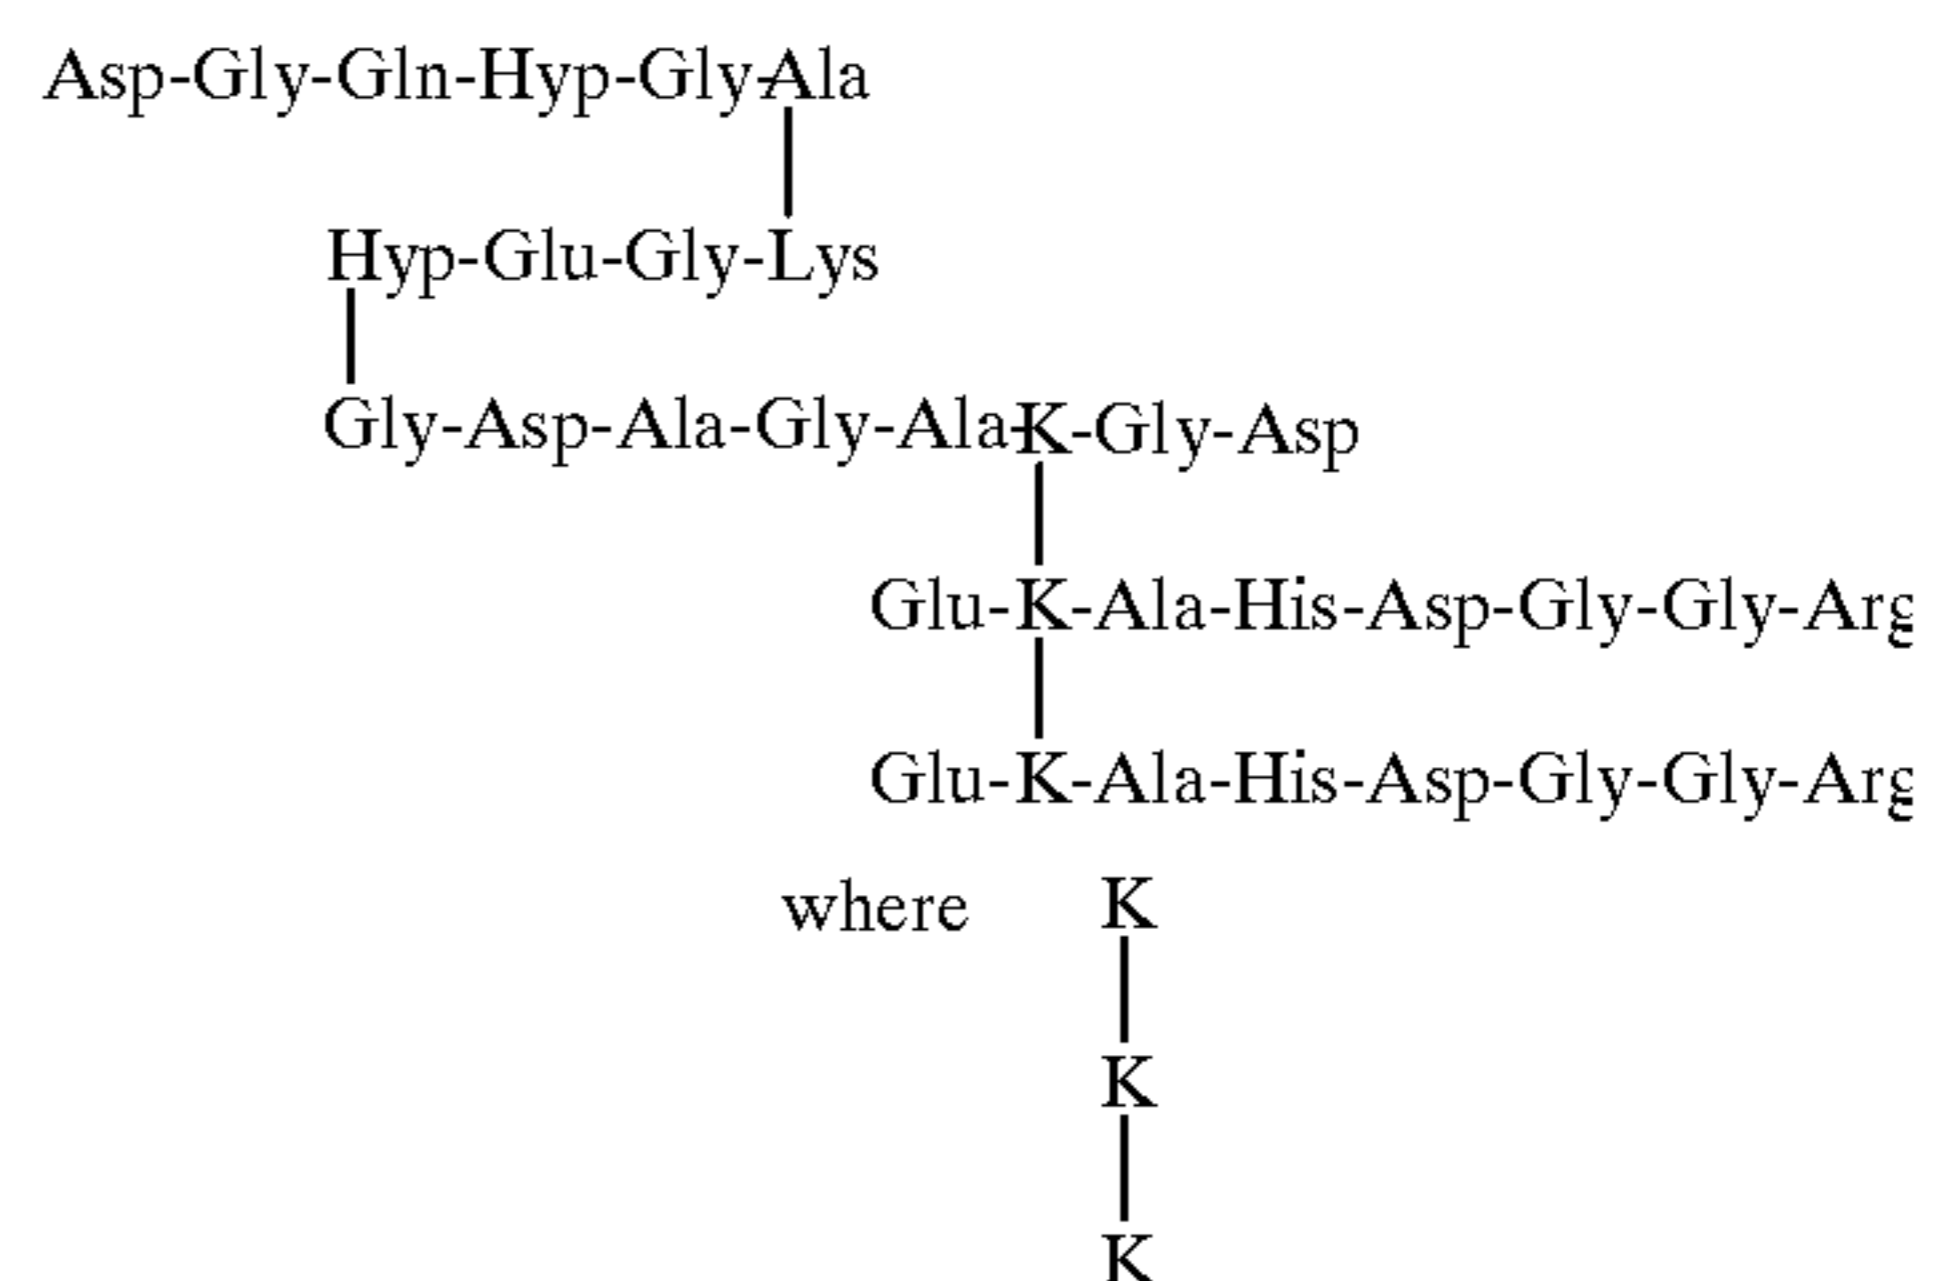 Asp-Gly-Gln-Hyp-Gly-Ala
Hyp-Glu-Gly-Lys
Gly-Asp-Ala-Gly-Ala-K-Gly-Asp
Glu-K-Ala-His-Asp-Gly-Gly-Arg
Glu-K-Ala-His-Asp-Gly-Gly-Arg
where K
K
K